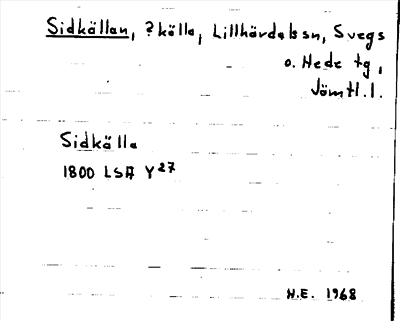 Sidkällan, ?källa, Lillhärdals sn, Svegs
o. Hede tg,
Jämtl. l.
Sidkälla
1800 LSA Y27
H.E. 1968